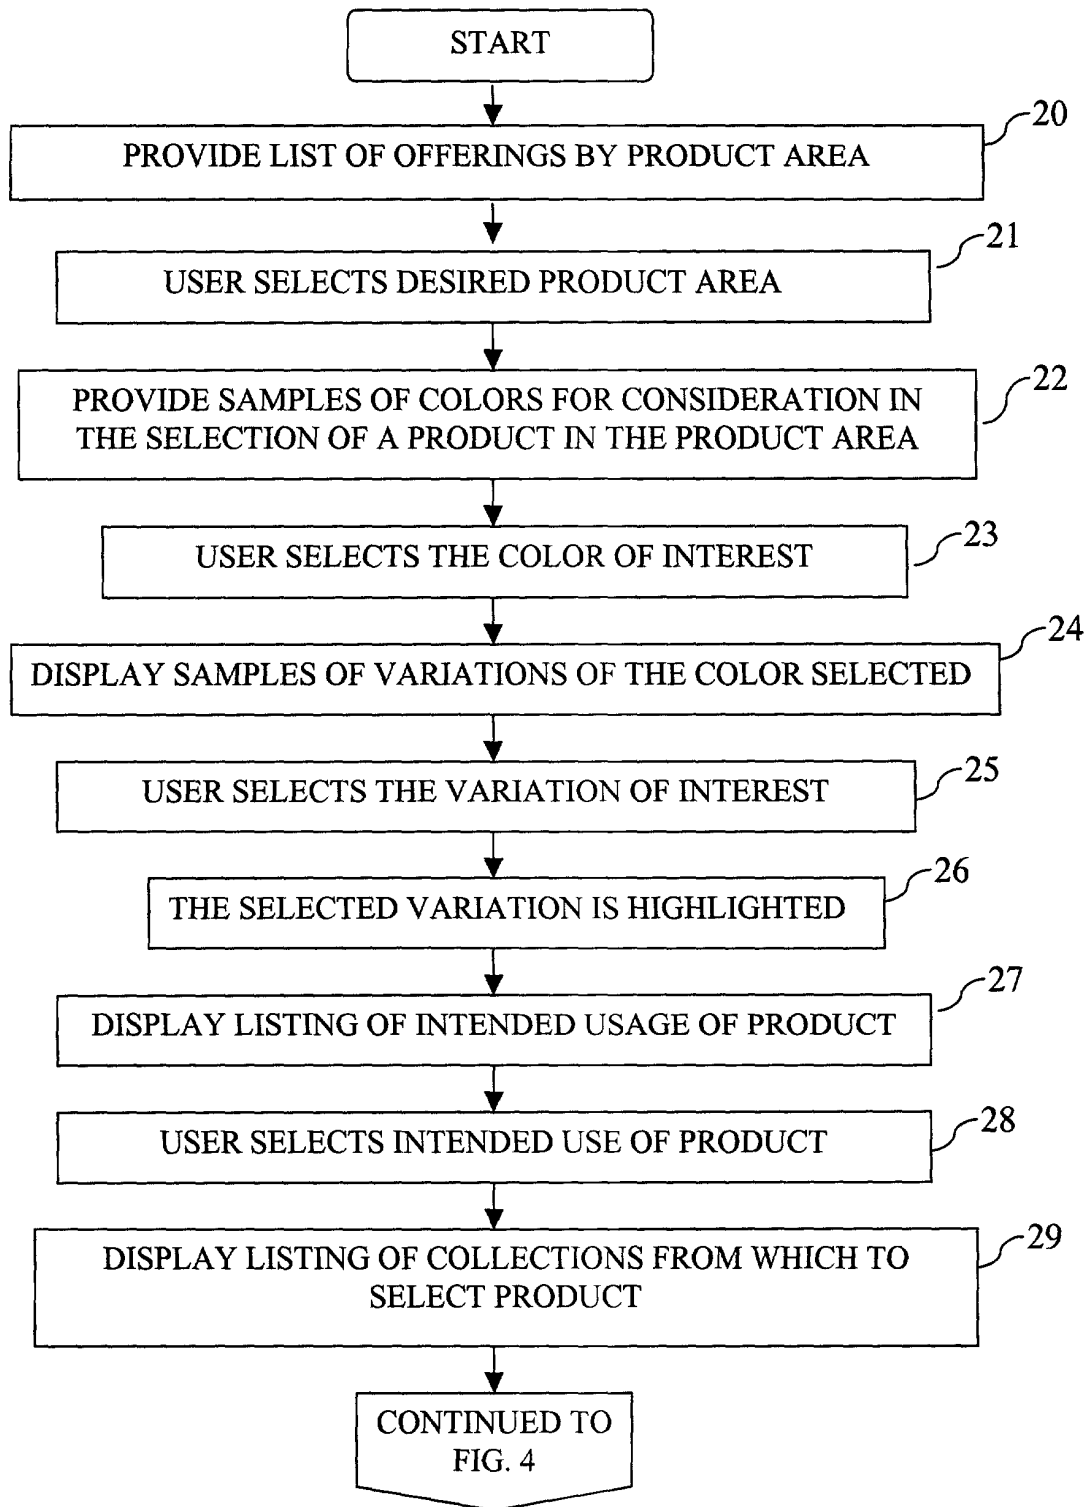 START
20
PROVIDE LIST OF OFFERINGS BY PRODUCT AREA
21
USER SELECTS DESIRED PRODUCT AREA
22
PROVIDE SAMPLES OF COLORS FOR CONSIDERATION IN
THE SELECTION OF A PRODUCT IN THE PRODUCT AREA
23
USER SELECTS THE COLOR OF INTEREST
24
DISPLAY SAMPLES OF VARIATIONS OF THE COLOR SELECTED
25
USER SELECTS THE VARIATION OF INTEREST
26
THE SELECTED VARIATION IS HIGHLIGHTED
27
DISPLAY LISTING OF INTENDED USAGE OF PRODUCT
28
USER SELECTS INTENDED USE OF PRODUCT
29
DISPLAY LISTING OF COLLECTIONS FROM WHICH TO
SELECT PRODUCT
CONTINUED TO
FIG. 4